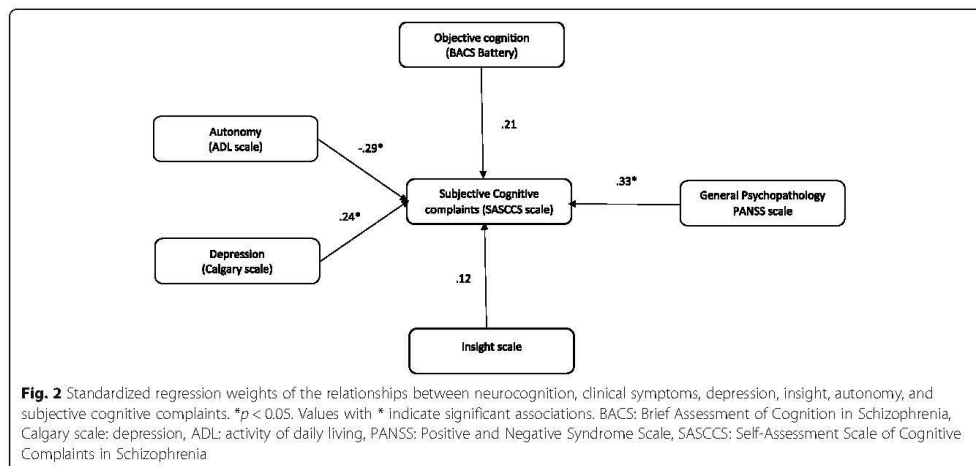 Objective cognition
(BACS Battery)
.21
Autonomy
(ADL scale)
-.29*
Subjective Cognitive
complaints (SASCCS scale)
.33*
General Psychopathology
PANSS scale
.24*
Depression
(Calgary scale)
.12
Insight scale
Fig. 2 Standardized regression weights of the relationships between neurocognition, clinical symptoms, depression, insight, autonomy, and
subjective cognitive complaints. *p < 0.05. Values with * indicate significant associations. BACS: Brief Assessment of Cognition in Schizophrenia,
Calgary scale: depression, ADL: activity of daily living, PANSS: Positive and Negative Syndrome Scale, SASCCS: Self-Assessment Scale of Cognitive
Complaints in Schizophrenia